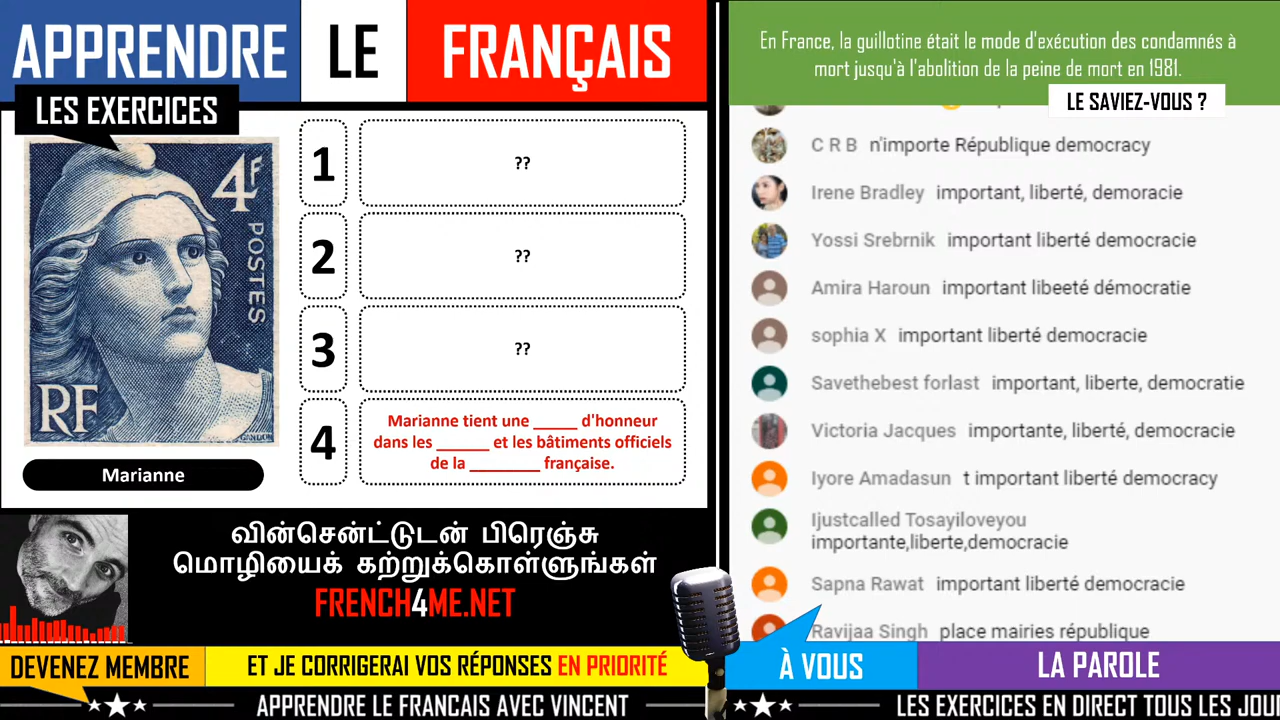 APPRENDRE LE FRANÇAIS
LES EXERCICES
4F
POSTES
RF
GANDON
Marianne
1
??
2
??
3
??
4
Marianne tient une _____ d'honneur
dans les ______ et les bâtiments officiels
de la ________ française.
வின்சென்ட்டுடன் பிரெஞ்சு
மொழியைக் கற்றுக்கொள்ளுங்கள்
FRENCH4ME.NET
DEVENEZ MEMBRE
ET JE CORRIGERAI VOS RÉPONSES EN PRIORITÉ
APPRENDRE LE FRANCAIS AVEC VINCENT
En France, la guillotine était le mode d'exécution des condamnés à
mort jusqu'à l'abolition de la peine de mort en 1981.
LE SAVIEZ-VOUS ?
C R B n'importe République democracy
Irene Bradley important, liberté, demoracie
Yossi Srebrnik important liberté democracie
Amira Haroun important libeeté démocratie
sophia X important liberté democracie
Savethebest forlast important, liberte, democratie
Victoria Jacques importante, liberté, democracie
Iyore Amadasun t important liberté democracy
Ijustcalled Tosayiloveyou
importante,liberte,democracie
Sapna Rawat important liberté democracie
Ravijaa Singh place mairies république
À VOUS
LA PAROLE
LES EXERCICES EN DIRECT TOUS LES JOU